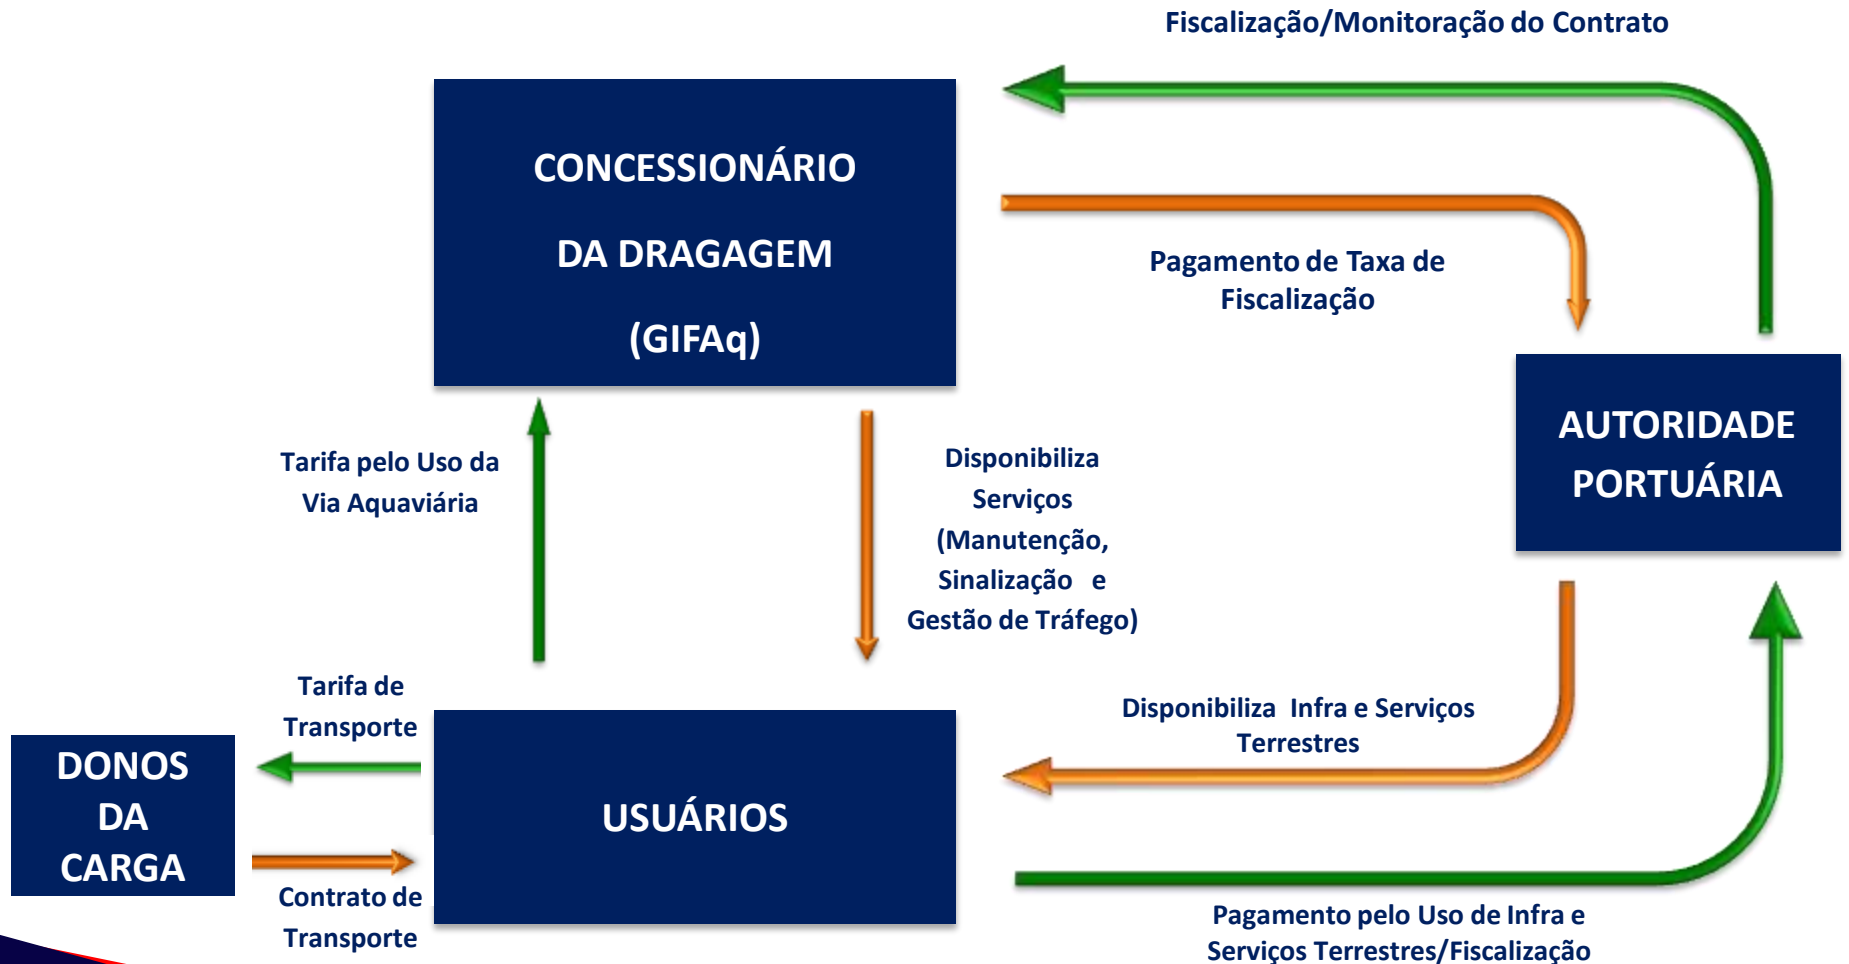 Fiscalização/Monitoração do Contrato
CONCESSIONÁRIO
DA DRAGAGEM
(GIFAq)
Pagamento de Taxa de
Fiscalização
AUTORIDADE
PORTUÁRIA
Tarifa pelo Uso da
Via Aquaviária
Disponibiliza
Serviços
(Manutenção,
Sinalização e
Gestão de Tráfego)
Tarifa de
Transporte
Disponibiliza Infra e Serviços
Terrestres
DONOS
DA
CARGA
USUÁRIOS
Contrato de
Transporte
Pagamento pelo Uso de Infra e
Serviços Terrestres/Fiscalização